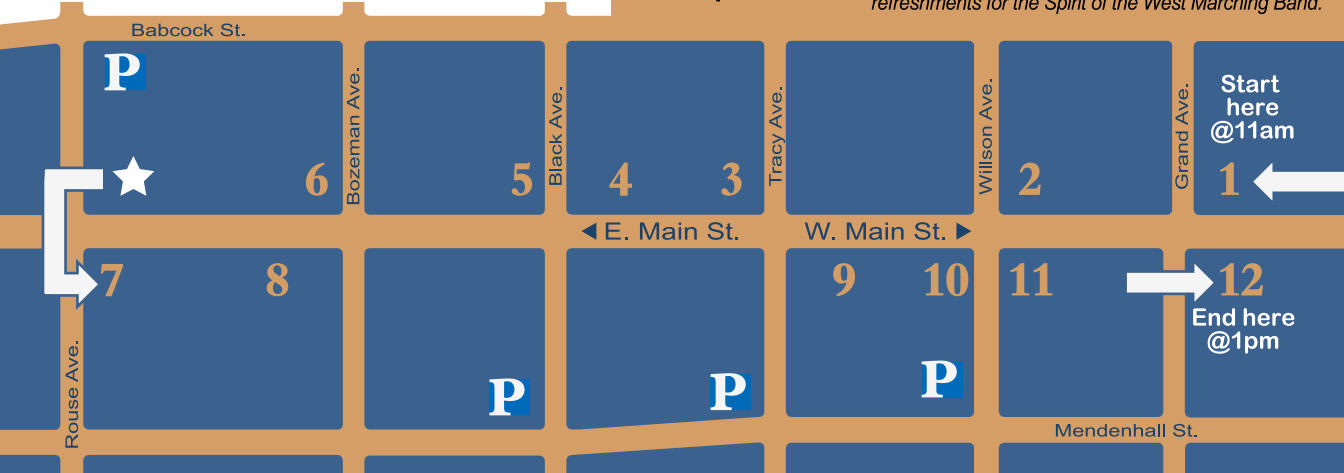 refreshments for the Spirit of the West Marching Band.
Babcock St.
P
Start
here
@11am
Bozeman Ave.
Black Ave.
Tracy Ave.
Willson Ave.
Grand Ave.
6
5
4
3
2
1
E. Main St.
W. Main St.
7
8
9
10
11
12
End here
@1pm
P
P
P
Rouse Ave.
Mendenhall St.